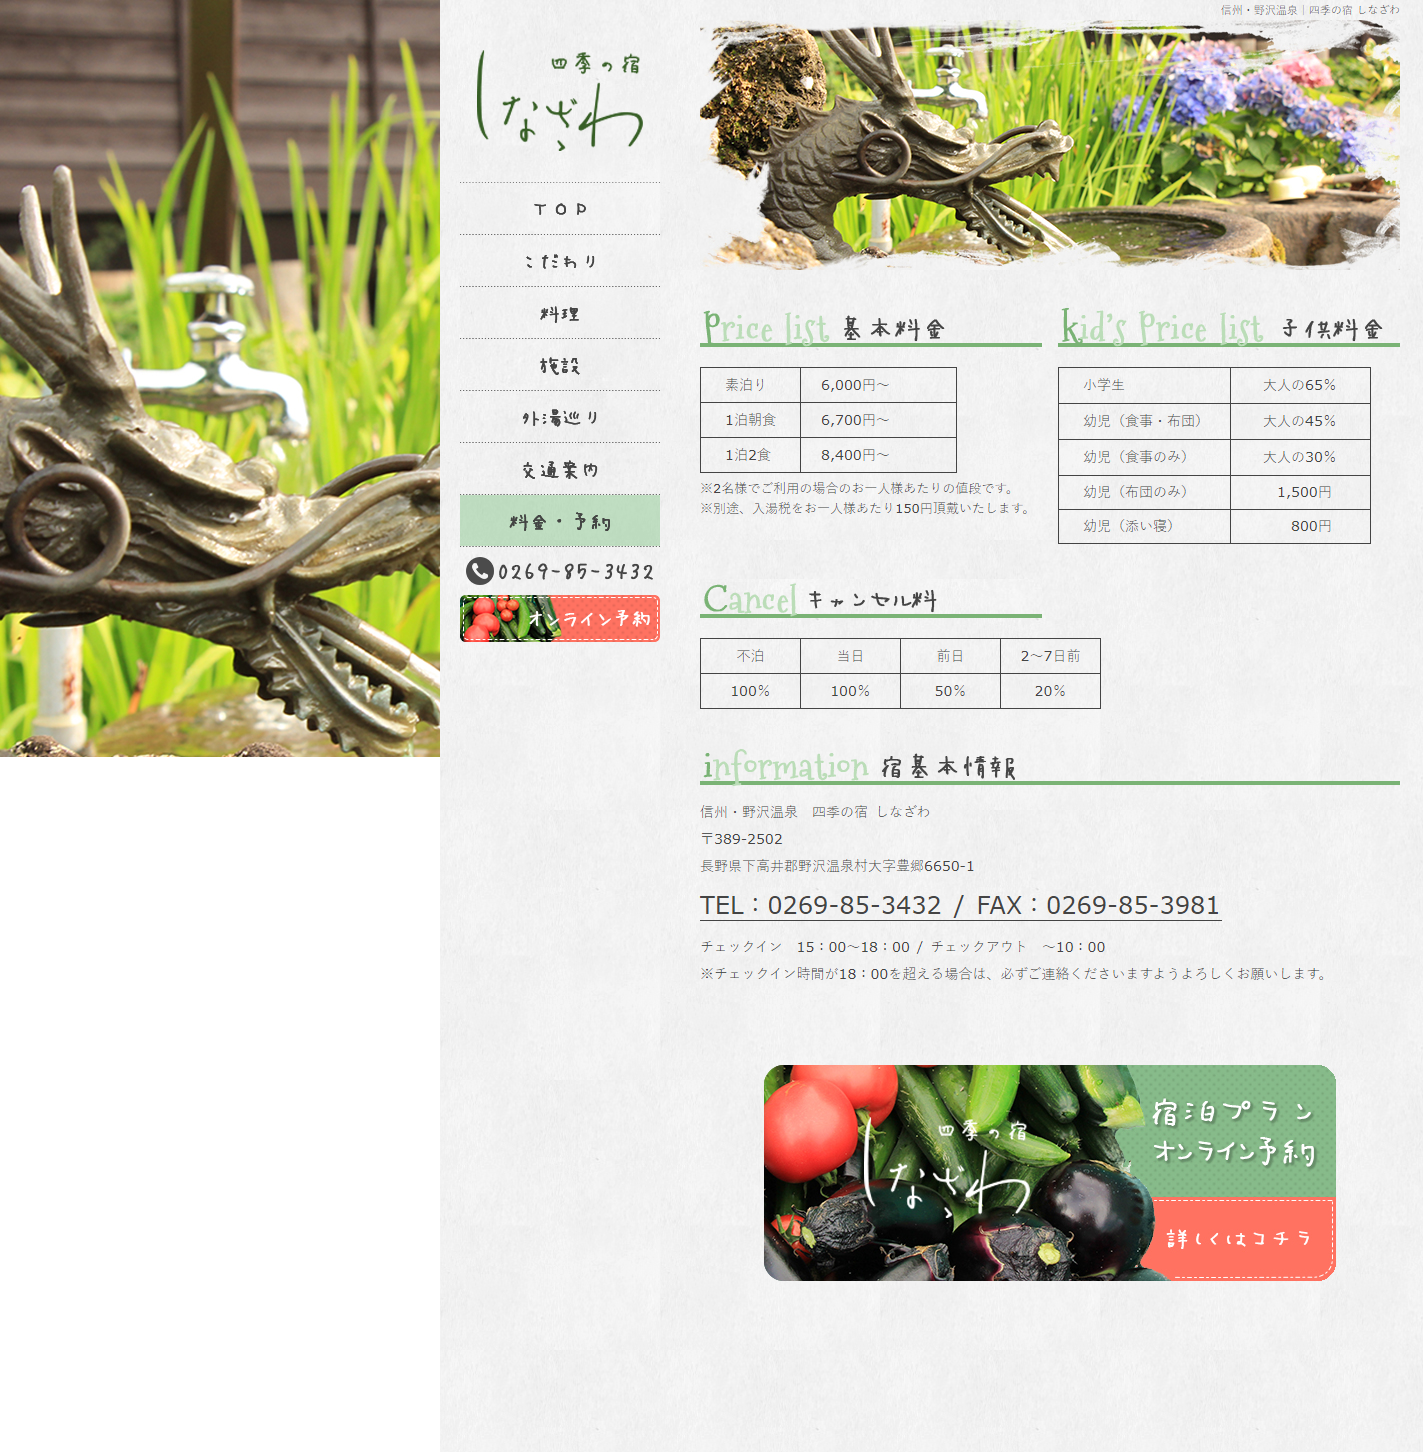 信州・野沢温泉｜四季の宿 しなざわ
四季の宿
しなざわ
TOP
こだわり
料理
施設
外湯巡り
交通案内
料金・予約
0269-85-3432
オンライン予約
price list 基本料金
素泊り 6,000円～
1泊朝食 6,700円～
1泊2食 8,400円～
※2名様でご利用の場合のお一人様あたりの値段です。
※別途、入湯税をお一人様あたり150円頂戴いたします。
kid's price list 子供料金
小学生 大人の65％
幼児（食事・布団） 大人の45％
幼児（食事のみ） 大人の30％
幼児（布団のみ） 1,500円
幼児（添い寝） 800円
Cancel キャンセル料
不泊 当日 前日 2～7日前
100％ 100％ 50％ 20％
information 宿基本情報
信州・野沢温泉　四季の宿 しなざわ
〒389-2502
長野県下高井郡野沢温泉村大字豊郷6650-1
TEL：0269-85-3432 / FAX：0269-85-3981
チェックイン　15：00～18：00 / チェックアウト　～10：00
※チェックイン時間が18：00を超える場合は、必ずご連絡くださいますようよろしくお願いします。
四季の宿
しなざわ
宿泊プラン
オンライン予約
詳しくはコチラ